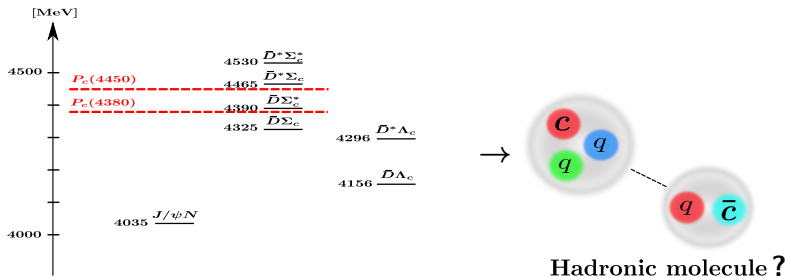 [MeV]
4530 D̄*Σc*
4500
Pc(4450)
4465 D̄*Σc
Pc(4380)
4390 D̄Σc*
4325 D̄Σc
4296 D̄*Λc
4156 D̄Λc
4035 J/ψN
4000
c
q
q
q
c̄
Hadronic molecule?